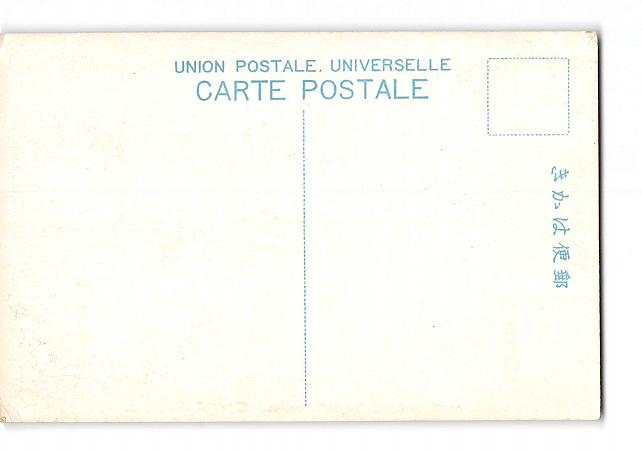 UNION POSTALE. UNIVERSELLE
CARTE POSTALE
郵便はかき